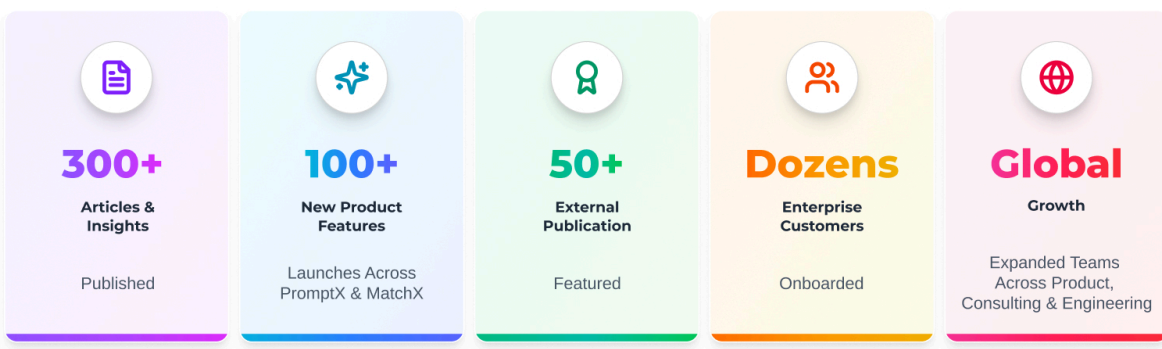 300+
Articles &
Insights
Published
100+
New Product
Features
Launches Across
PromptX & MatchX
50+
External
Publication
Featured
Dozens
Enterprise
Customers
Onboarded
Global
Growth
Expanded Teams
Across Product,
Consulting & Engineering